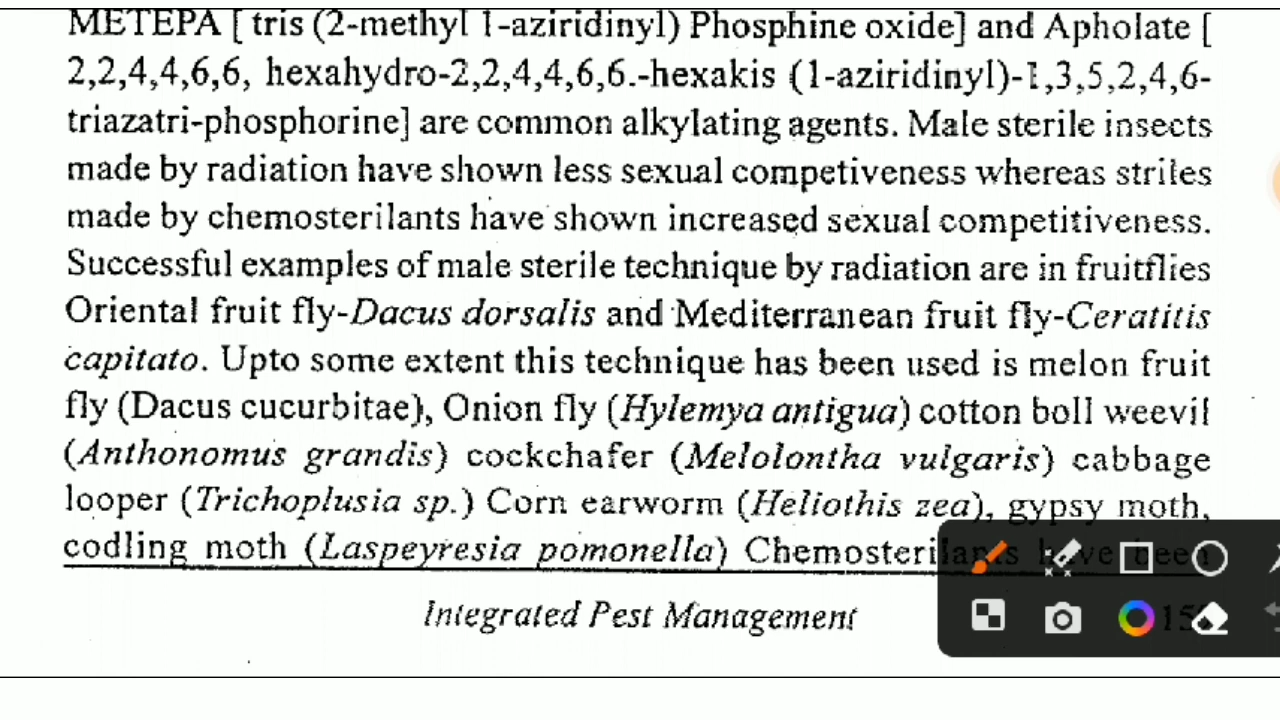 METEPA [ tris (2-methyl 1-aziridinyl) Phosphine oxide] and Apholate [
2,2,4,4,6,6, hexahydro-2,2,4,4,6,6.-hexakis (1-aziridinyl)-1,3,5,2,4,6-
triazatri-phosphorine] are common alkylating agents. Male sterile insects
made by radiation have shown less sexual competiveness whereas striles
made by chemosterilants have shown increased sexual competitiveness.
Successful examples of male sterile technique by radiation are in fruitflies
Oriental fruit fly-Dacus dorsalis and Mediterranean fruit fly-Ceratitis
capitato. Upto some extent this technique has been used is melon fruit
fly (Dacus cucurbitae), Onion fly (Hylemya antigua) cotton boll weevil
(Anthonomus grandis) cockchafer (Melolontha vulgaris) cabbage
looper (Trichoplusia sp.) Corn earworm (Heliothis zea), gypsy moth,
codling moth (Laspeyresia pomonella) Chemosterilants have been
Integrated Pest Management